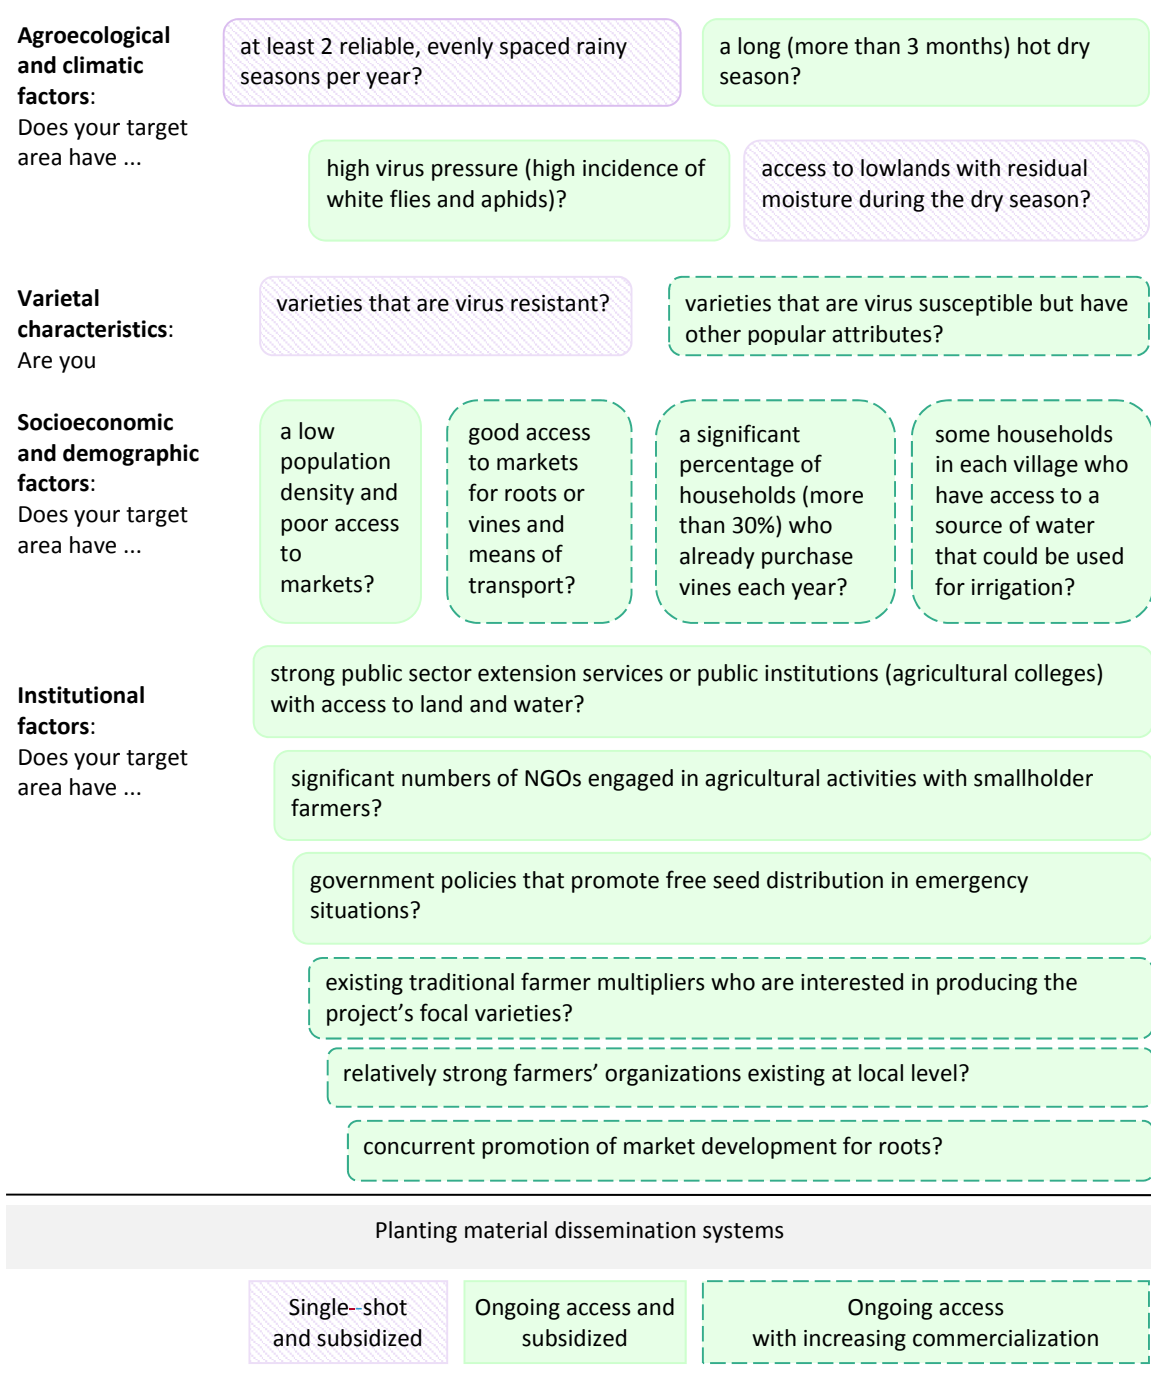 Agroecological
and climatic
factors:
Does your target
area have ...
at least 2 reliable, evenly spaced rainy
seasons per year?
a long (more than 3 months) hot dry
season?
high virus pressure (high incidence of
white flies and aphids)?
access to lowlands with residual
moisture during the dry season?
Varietal
characteristics:
Are you
varieties that are virus resistant?
varieties that are virus susceptible but have
other popular attributes?
Socioeconomic
and demographic
factors:
Does your target
area have ...
a low
population
density and
poor access
to
markets?
good access
to markets
for roots or
vines and
means of
transport?
a significant
percentage of
households (more
than 30%) who
already purchase
vines each year?
some households
in each village who
have access to a
source of water
that could be used
for irrigation?
Institutional
factors:
Does your target
area have ...
strong public sector extension services or public institutions (agricultural colleges)
with access to land and water?
significant numbers of NGOs engaged in agricultural activities with smallholder
farmers?
government policies that promote free seed distribution in emergency
situations?
existing traditional farmer multipliers who are interested in producing the
project’s focal varieties?
relatively strong farmers’ organizations existing at local level?
concurrent promotion of market development for roots?
Planting material dissemination systems
Single--shot
and subsidized
Ongoing access and
subsidized
Ongoing access
with increasing commercialization